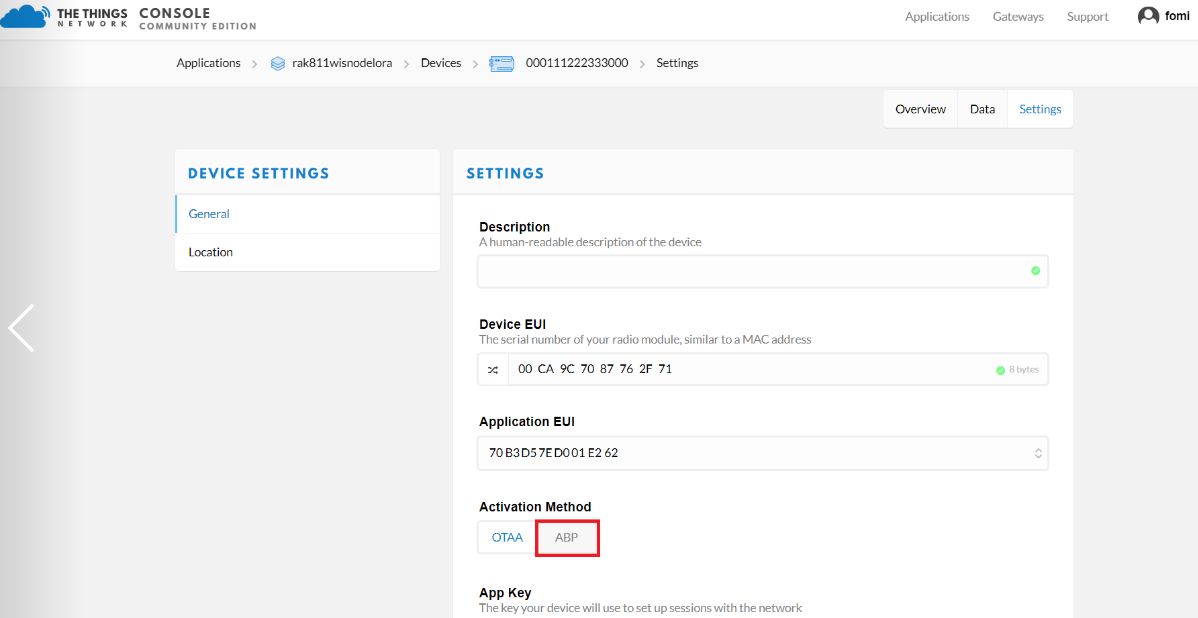 THE THINGS NETWORK CONSOLE COMMUNITY EDITION
Applications Gateways Support fomi
Applications > rak811wisnodelora > Devices > 000111222333000 > Settings
Overview Data Settings
DEVICE SETTINGS
General
Location
SETTINGS
Description
A human-readable description of the device
Device EUI
The serial number of your radio module, similar to a MAC address
00 CA 9C 70 87 76 2F 71 8 bytes
Application EUI
70 B3 D5 7E D0 01 E2 62
Activation Method
OTAA ABP
App Key
The key your device will use to set up sessions with the network